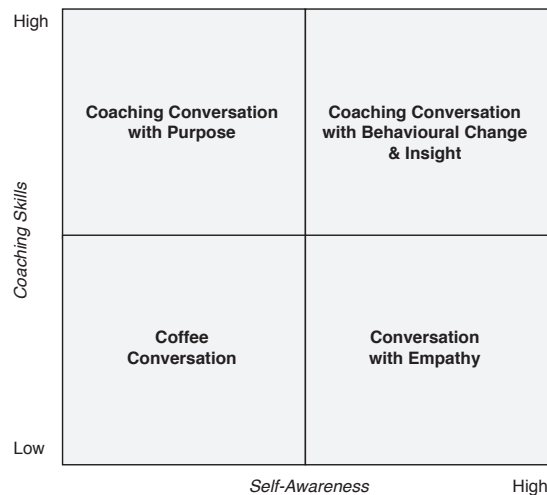 High
Coaching Conversation
with Purpose
Coaching Conversation
with Behavioural Change
& Insight
Coaching Skills
Coffee
Conversation
Conversation
with Empathy
Low
Self-Awareness
High